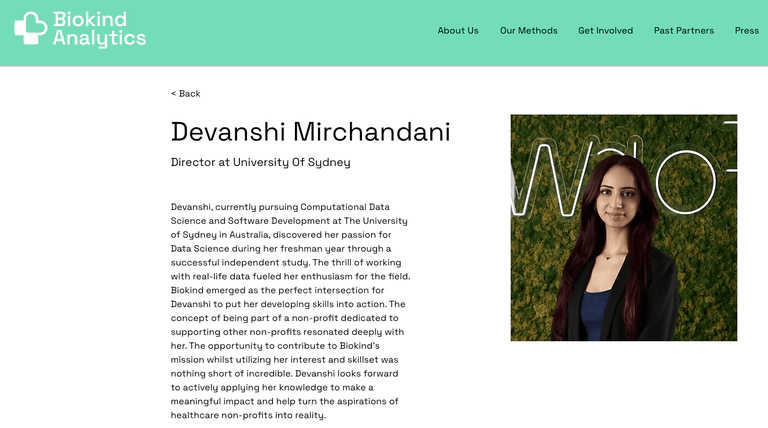 Biokind
Analytics
About Us
Our Methods
Get Involved
Past Partners
Press
< Back
Devanshi Mirchandani
Director at University Of Sydney
Devanshi, currently pursuing Computational Data
Science and Software Development at The University
of Sydney in Australia, discovered her passion for
Data Science during her freshman year through a
successful independent study. The thrill of working
with real-life data fueled her enthusiasm for the field.
Biokind emerged as the perfect intersection for
Devanshi to put her developing skills into action. The
concept of being part of a non-profit dedicated to
supporting other non-profits resonated deeply with
her. The opportunity to contribute to Biokind's
mission whilst utilizing her interest and skillset was
nothing short of incredible. Devanshi looks forward
to actively applying her knowledge to make a
meaningful impact and help turn the aspirations of
healthcare non-profits into reality.